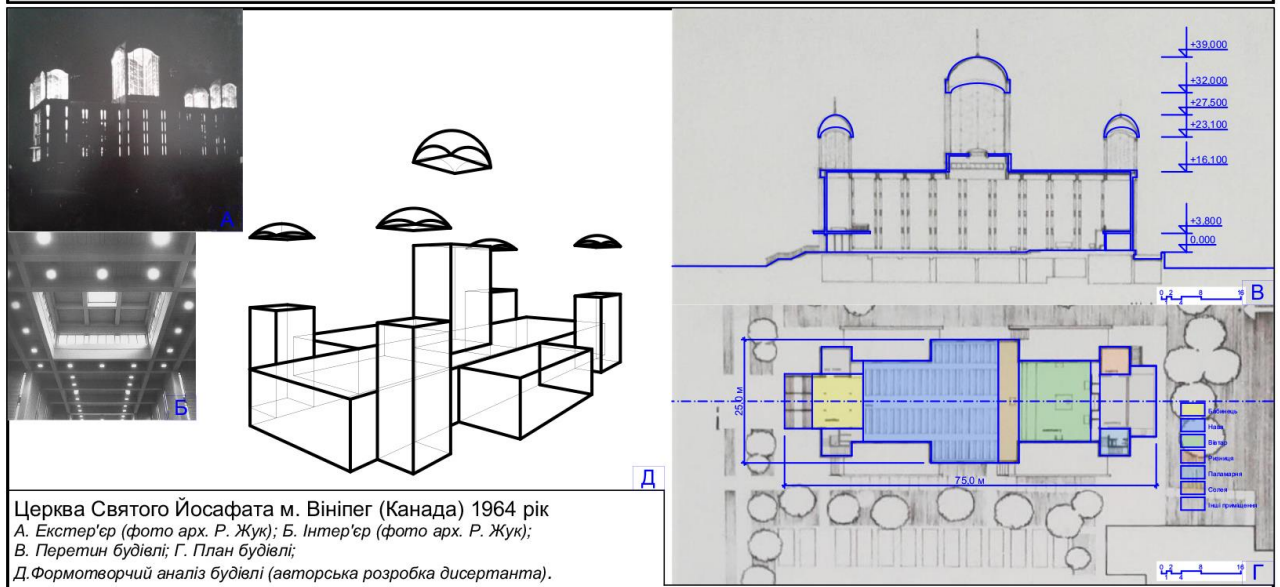 А
Б
+39,000
+32.000
+27.500
+23,100
+16,100
+3.800
0.000
0 2 8 16
1 4
В
25,0 м
75,0 м
Бабинець
Нава
Вівтар
Ризниця
Паламарня
Солея
Інші приміщення
0 2 8 16
1 4
Г
Д
Церква Святого Йосафата м. Вініпег (Канада) 1964 рік
А. Екстер'єр (фото арх. Р. Жук); Б. Інтер'єр (фото арх. Р. Жук);
В. Перетин будівлі; Г. План будівлі;
Д.Формотворчий аналіз будівлі (авторська розробка дисертанта).